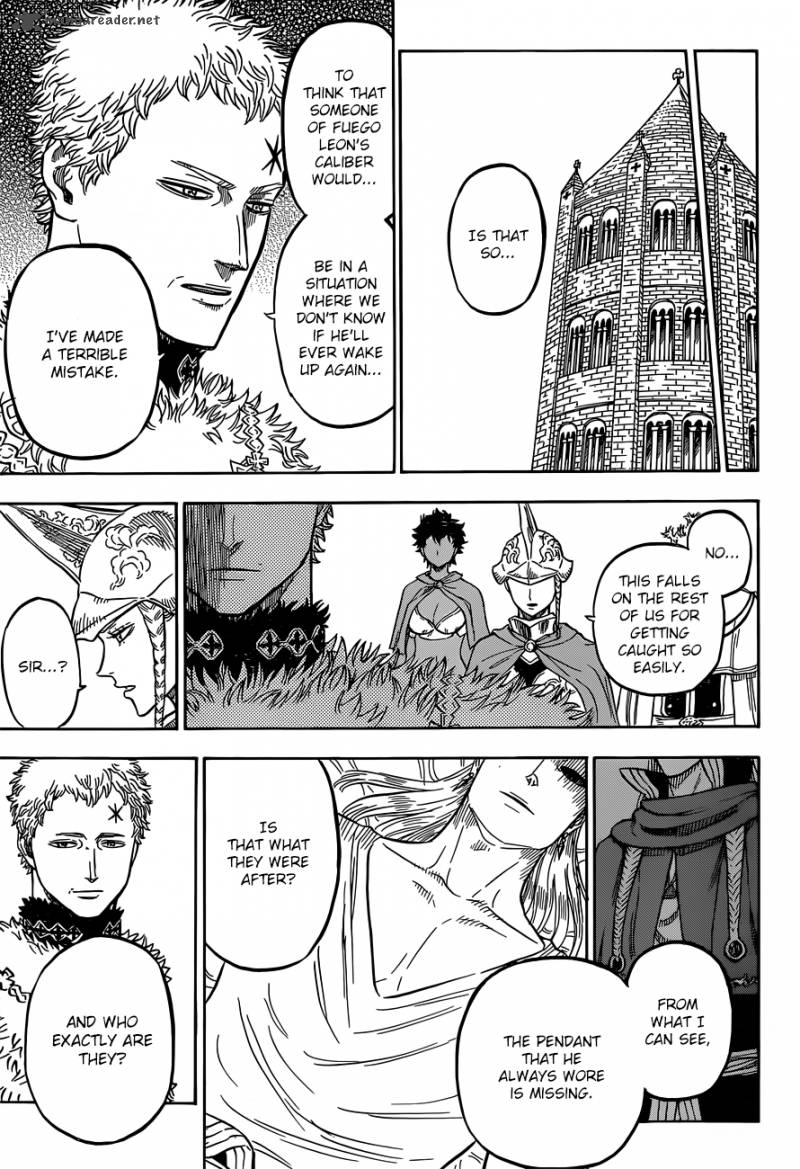 IS THAT
SO...
TO
THINK THAT
SOMEONE
OF FUEGO
LEON'S
CALIBER
WOULD...
BE IN A
SITUATION
WHERE WE
DON'T KNOW
IF HE'LL
EVER WAKE
UP AGAIN...
I'VE MADE
A TERRIBLE
MISTAKE.
NO...
THIS FALLS
ON THE REST
OF US FOR
GETTING
CAUGHT SO
EASILY.
SIR...?
FROM
WHAT I
CAN SEE,
THE PENDANT
THAT HE
ALWAYS WORE
IS MISSING.
IS
THAT WHAT
THEY WERE
AFTER?
AND WHO
EXACTLY ARE
THEY?